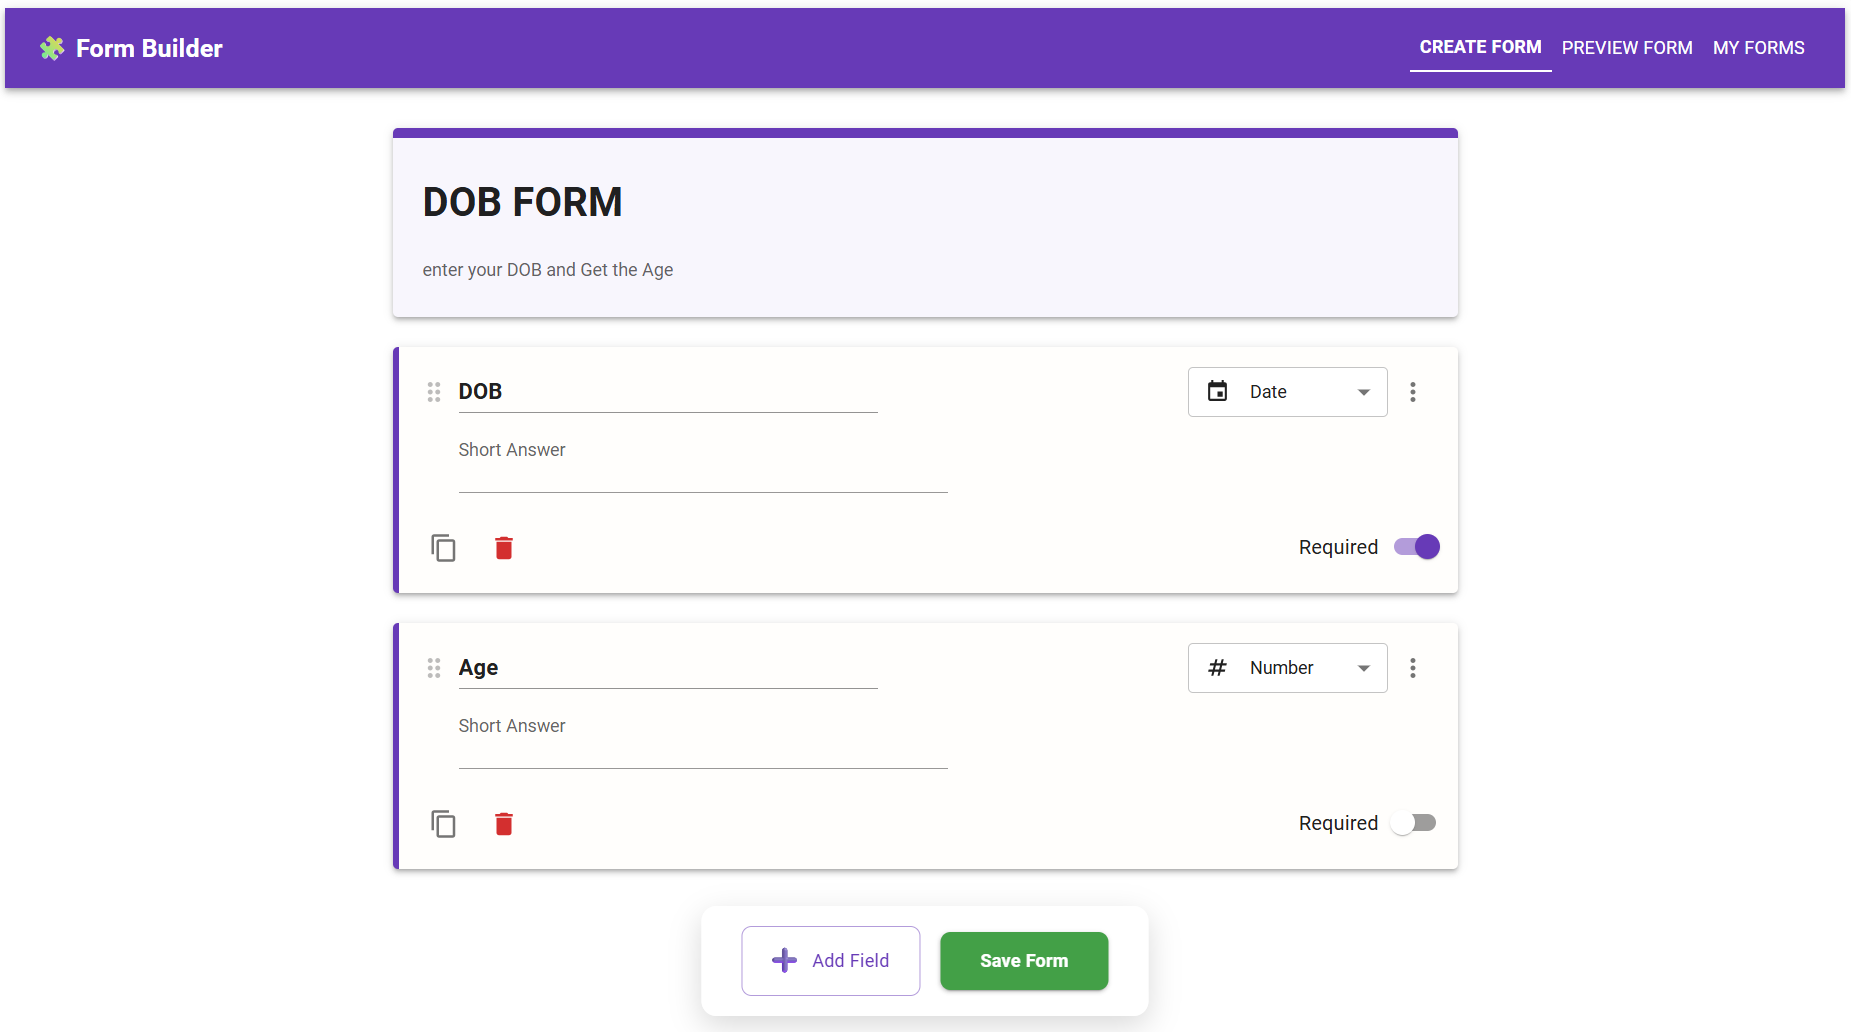 Form Builder
CREATE FORM PREVIEW FORM MY FORMS
DOB FORM
enter your DOB and Get the Age
DOB
Date
Short Answer
Required
Age
# Number
Short Answer
Required
Add Field
Save Form